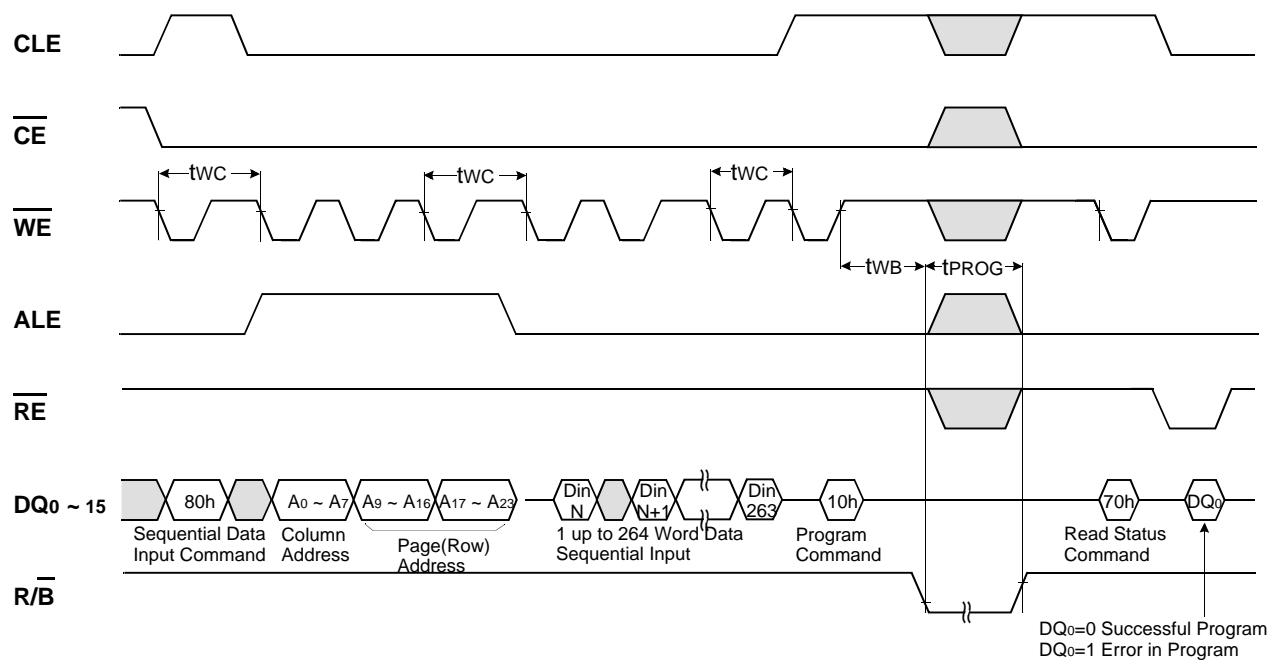 CLE
CE
tWC
tWC
tWC
WE
tWB
tPROG
ALE
RE
DQ0 ~ 15
80h
A0 ~ A7
A9 ~ A16
A17 ~ A23
Din
N
Din
N+1
Din
263
10h
70h
DQ0
Sequential Data
Input Command
Column
Address
Page(Row)
Address
1 up to 264 Word Data
Sequential Input
Program
Command
Read Status
Command
R/B
DQ0=0 Successful Program
DQ0=1 Error in Program